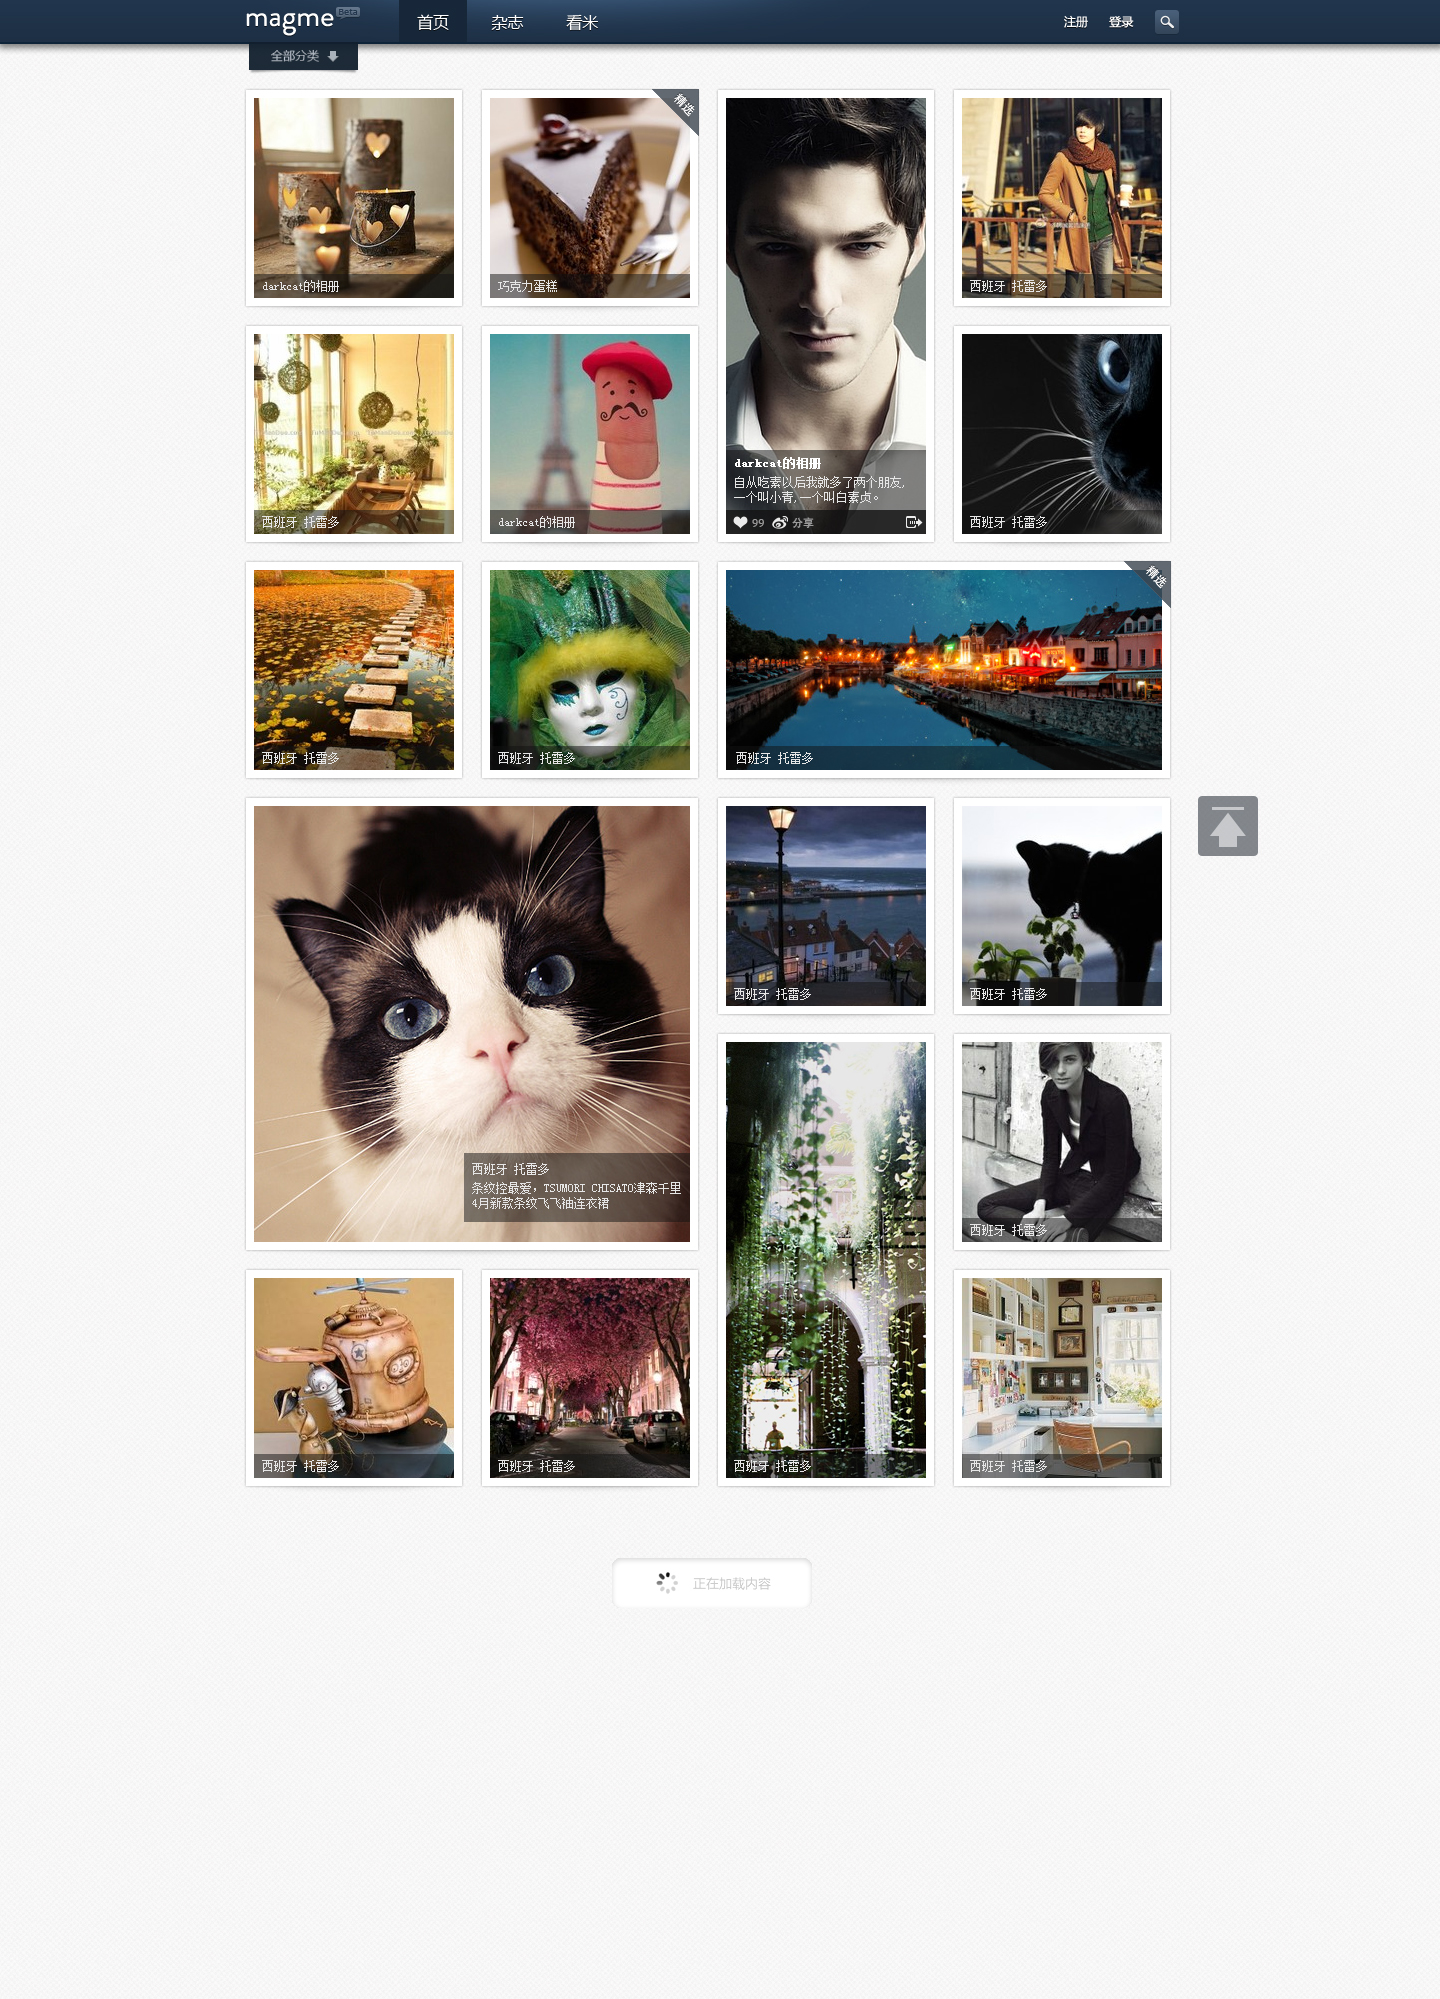 magme Beta
首页 杂志 看米
注册 登录
全部分类
精选
darkcat的相册
巧克力蛋糕
西班牙 托雷多
西班牙 托雷多
darkcat的相册
darkcat的相册
自从吃素以后我就多了两个朋友,
一个叫小青,一个叫白素贞。
99 分享
西班牙 托雷多
精选
西班牙 托雷多
西班牙 托雷多
西班牙 托雷多
西班牙 托雷多
西班牙 托雷多
西班牙 托雷多
条纹控最爱，TSUMORI CHISATO津森千里
4月新款条纹飞飞袖连衣裙
西班牙 托雷多
西班牙 托雷多
西班牙 托雷多
西班牙 托雷多
西班牙 托雷多
正在加载内容